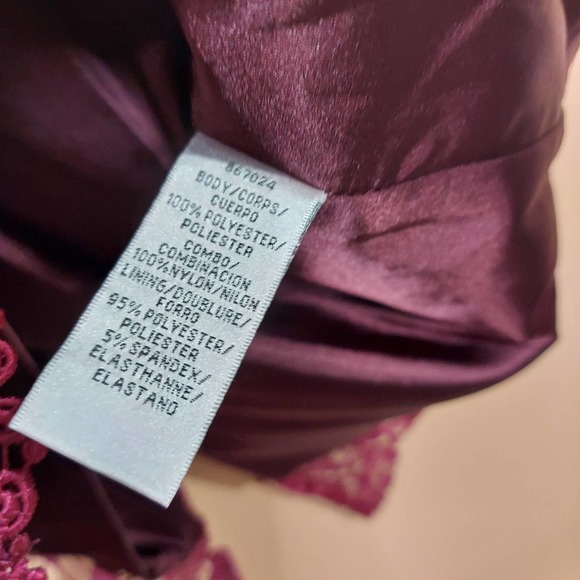 867024
BODY/CORPS/
CUERPO
100% POLYESTER/
POLIESTER
COMBO/
COMBINACION
100%NYLON/NILON
LINING/DOUBLURE/
FORRO
95% POLYESTER/
POLIESTER
5% SPANDEX/
ELASTHANNE/
ELASTANO